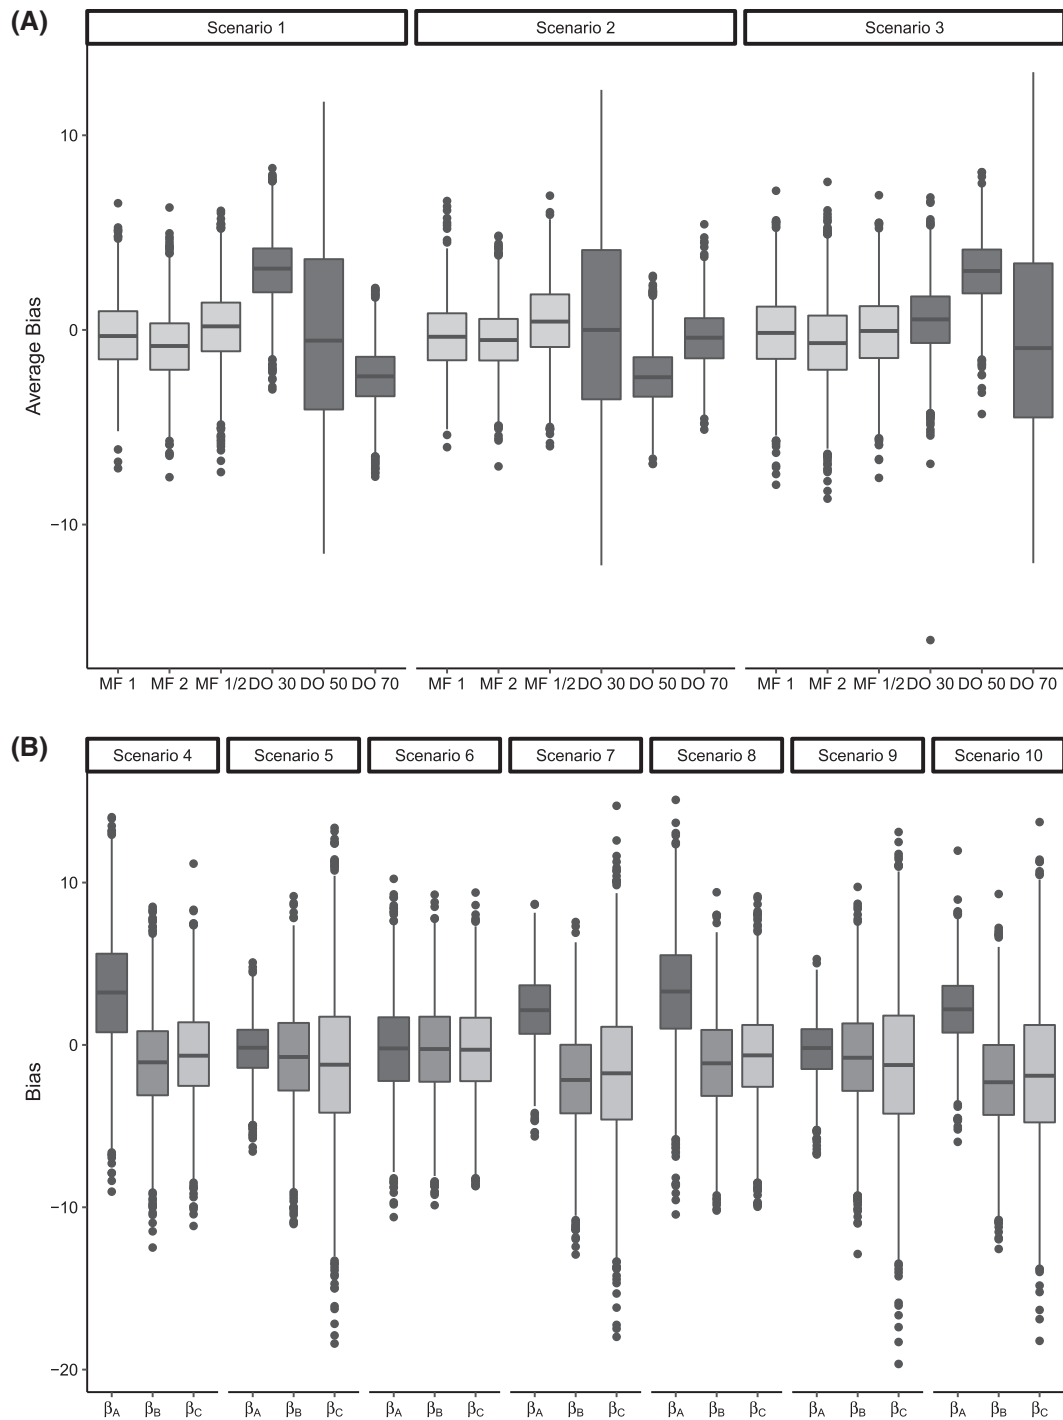 (A)
Scenario 1 Scenario 2 Scenario 3
10
0
−10
Average Bias
MF 1 MF 2 MF 1/2 DO 30 DO 50 DO 70 MF 1 MF 2 MF 1/2 DO 30 DO 50 DO 70 MF 1 MF 2 MF 1/2 DO 30 DO 50 DO 70
(B)
Scenario 4 Scenario 5 Scenario 6 Scenario 7 Scenario 8 Scenario 9 Scenario 10
10
0
−10
−20
Bias
βA βB βC βA βB βC βA βB βC βA βB βC βA βB βC βA βB βC βA βB βC